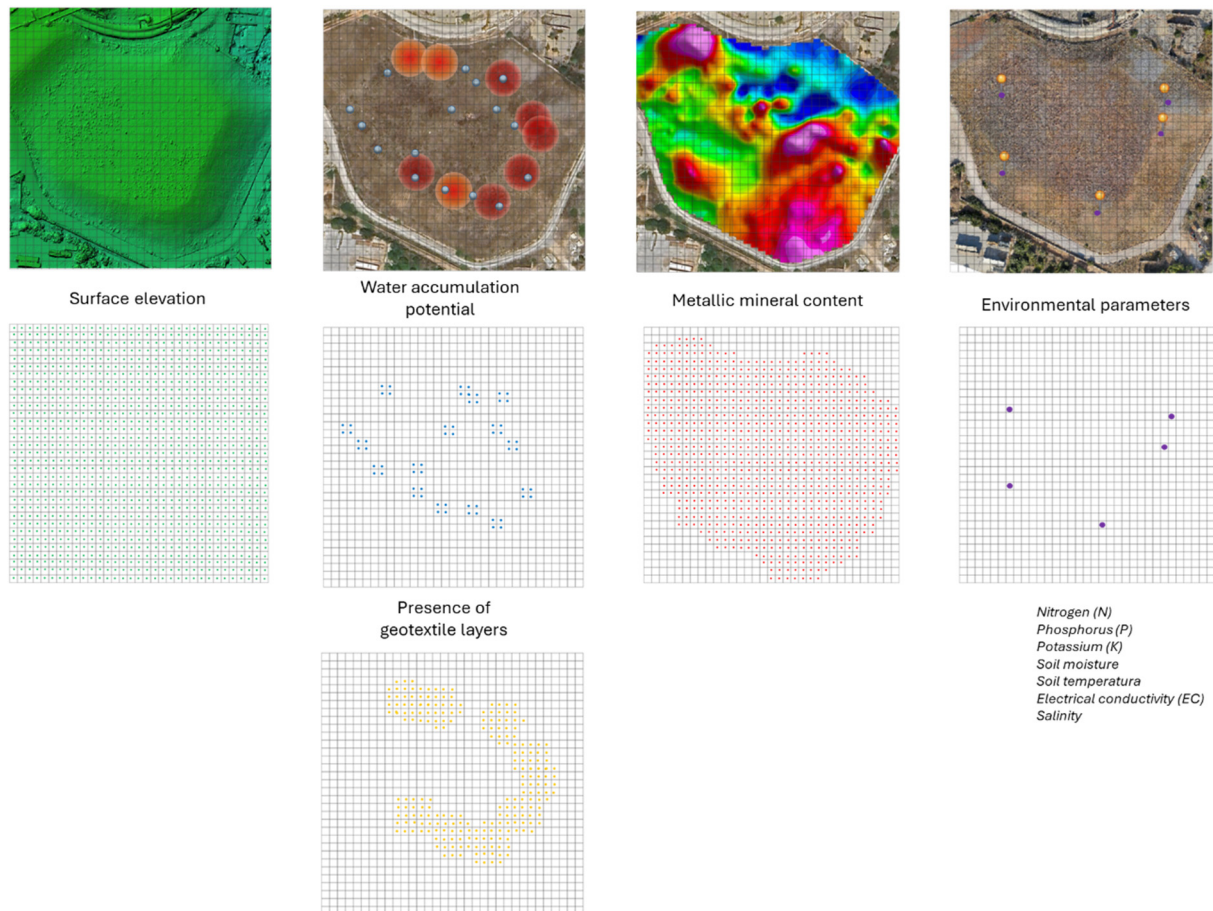 Surface elevation
Water accumulation
potential
Metallic mineral content
Environmental parameters
Presence of
geotextile layers
Nitrogen (N)
Phosphorus (P)
Potassium (K)
Soil moisture
Soil temperatura
Electrical conductivity (EC)
Salinity